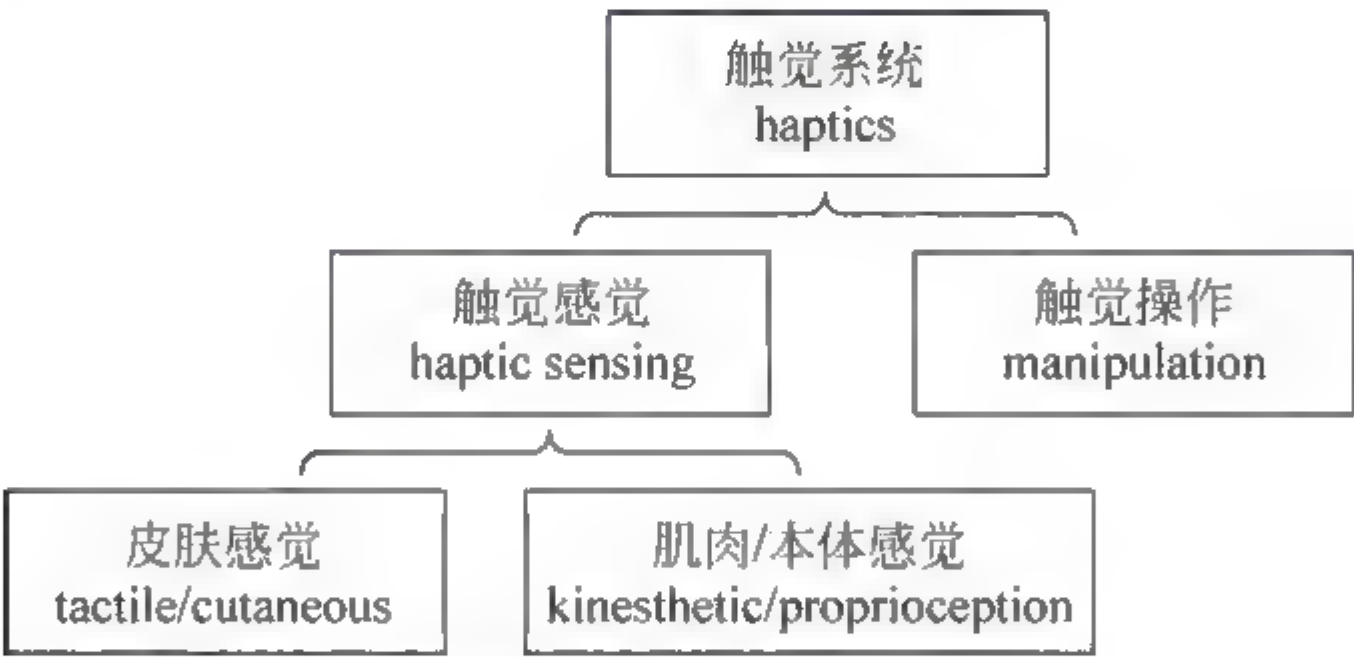 触觉系统
haptics
触觉感觉
haptic sensing
触觉操作
manipulation
皮肤感觉
tactile/cutaneous
肌肉/本体感觉
kinesthetic/proprioception